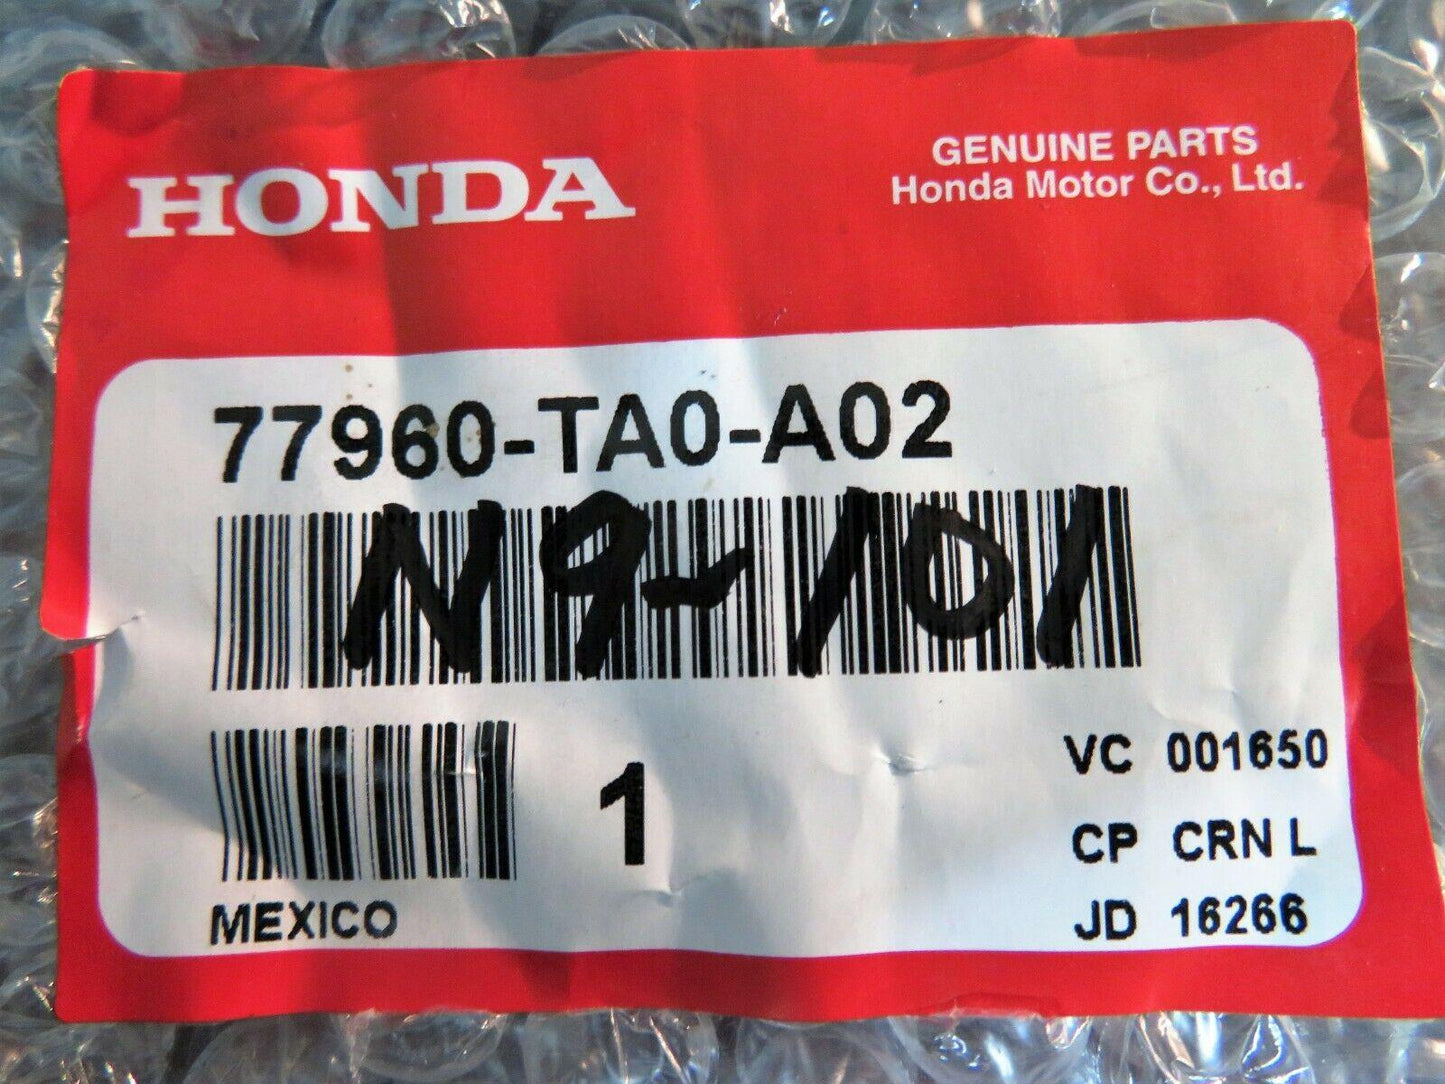 HONDA
GENUINE PARTS
Honda Motor Co., Ltd.
77960-TA0-A02
N9-101
1
MEXICO
VC 001650
CP CRN L
JD 16266